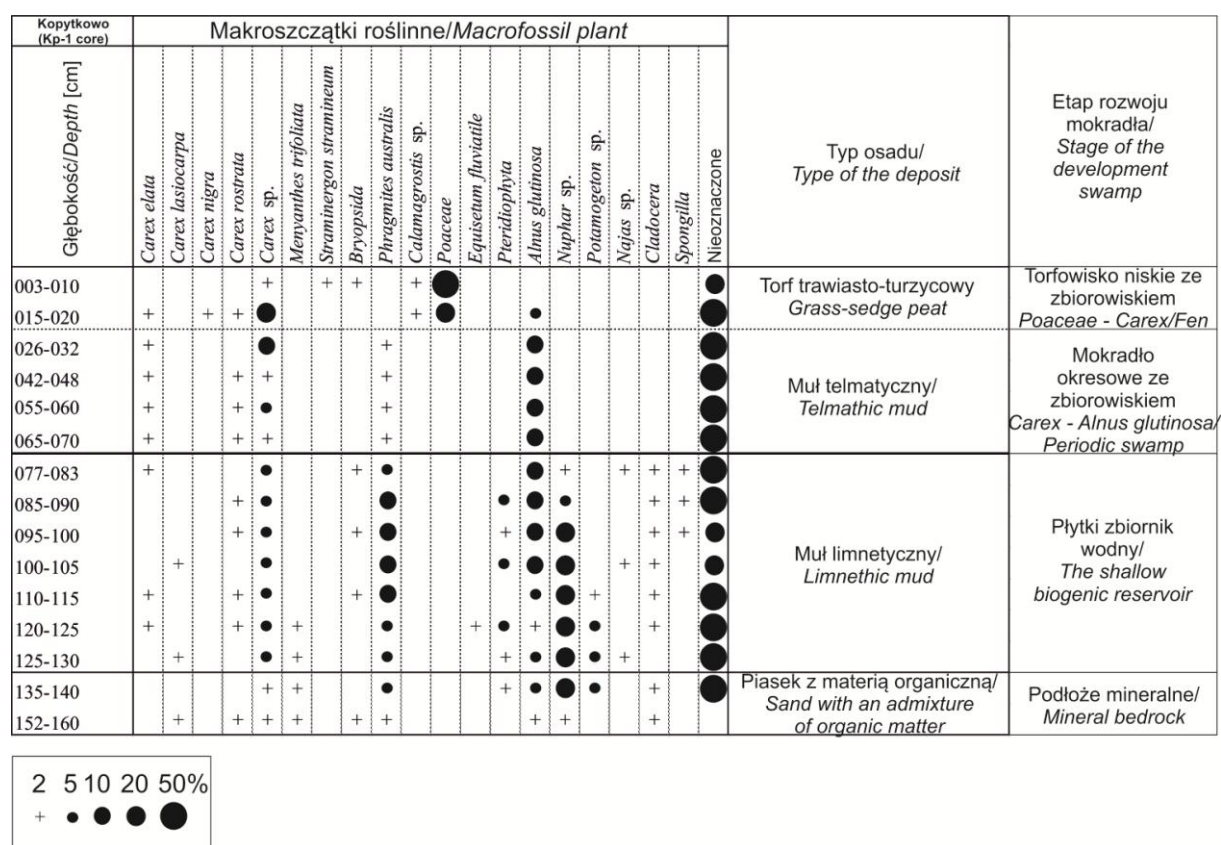 Kopytkowo
(Kp-1 core)
Makroszczątki roślinne/Macrofossil plant
Głębokość/Depth [cm]
Carex elata
Carex lasiocarpa
Carex nigra
Carex rostrata
Carex sp.
Menyanthes trifoliata
Straminergon stramineum
Bryopsida
Phragmites australis
Calamagrostis sp.
Poaceae
Equisetum fluviatile
Pteridiophyta
Alnus glutinosa
Nuphar sp.
Potamogeton sp.
Najas sp.
Cladocera
Spongilla
Nieoznaczone
Typ osadu/
Type of the deposit
Etap rozwoju
mokradła/
Stage of the
development
swamp
003-010 + + + +
015-020 + + + +
Torf trawiasto-turzycowy
Grass-sedge peat
Torfowisko niskie ze
zbiorowiskiem
Poaceae - Carex/Fen
026-032 + +
042-048 + + + +
055-060 + + +
065-070 + + + +
Muł telmatyczny/
Telmathic mud
Mokradło
okresowe ze
zbiorowiskiem
Carex - Alnus glutinosa/
Periodic swamp
077-083 + + + + + +
085-090 + + +
095-100 + + + + +
100-105 + + +
110-115 + + + + +
120-125 + + + + + +
125-130 + + + +
Muł limnetyczny/
Limnethic mud
Płytki zbiornik
wodny/
The shallow
biogenic reservoir
135-140 + + + +
152-160 + + + + + + + + +
Piasek z materią organiczną/
Sand with an admixture
of organic matter
Podłoże mineralne/
Mineral bedrock
2 5 10 20 50%
+